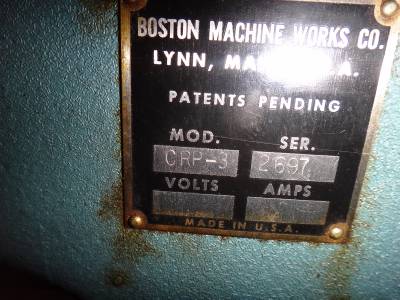 BOSTON MACHINE WORKS CO.
LYNN, MA
PATENTS PENDING
MOD. SER.
CRP-3 2697
VOLTS AMPS
MADE IN U.S.A.